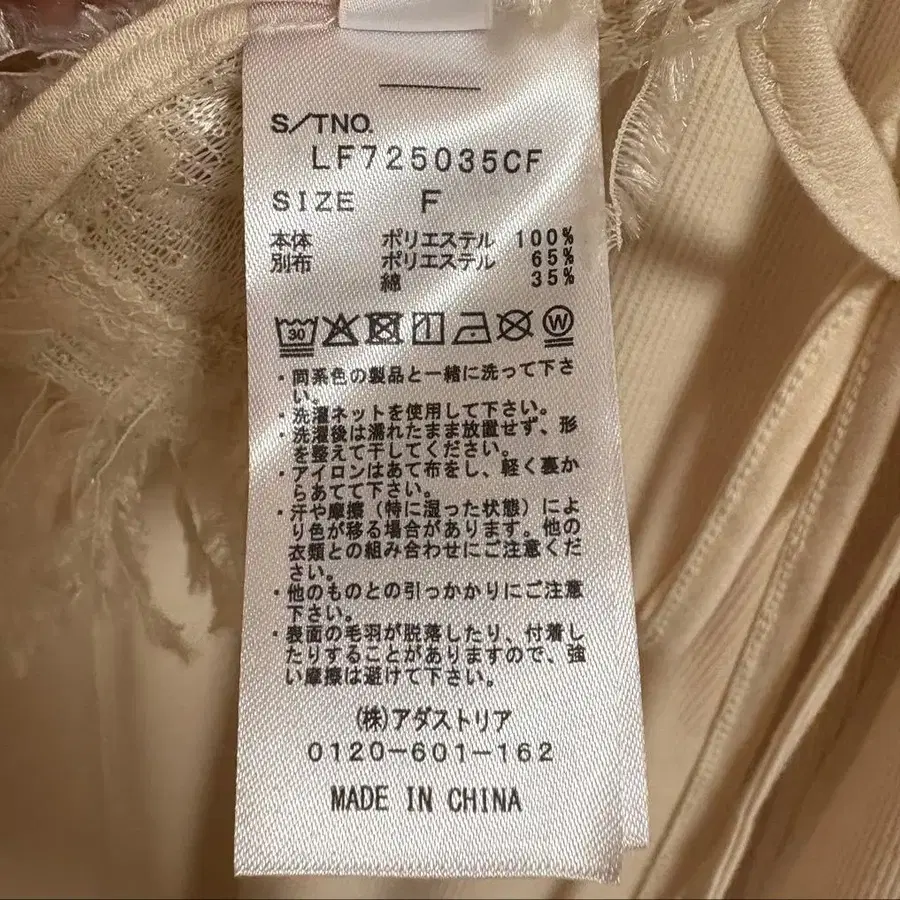 S/TNO.
LF725035CF
SIZE F
本体 ポリエステル 100%
別布 ポリエステル 65%
綿 35%
30 W
・同系色の製品と一緒に洗って下さ
い。
・洗濯ネットを使用して下さい。
・洗濯後は濡れたまま放置せず、形
を整えて干してください。
・アイロンはあて布をし、軽く裏か
らあてて下さい。
・汗や摩擦（特に湿った状態）によ
り色が移る場合があります。他の
衣類との組み合わせにご注意くだ
さい。
・他のものとの引っかかりにご注意
下さい。
・表面の毛羽が脱落したり、付着し
たりすることがありますので、強
い摩擦は避けて下さい。
(株)アダストリア
0120-601-162
MADE IN CHINA